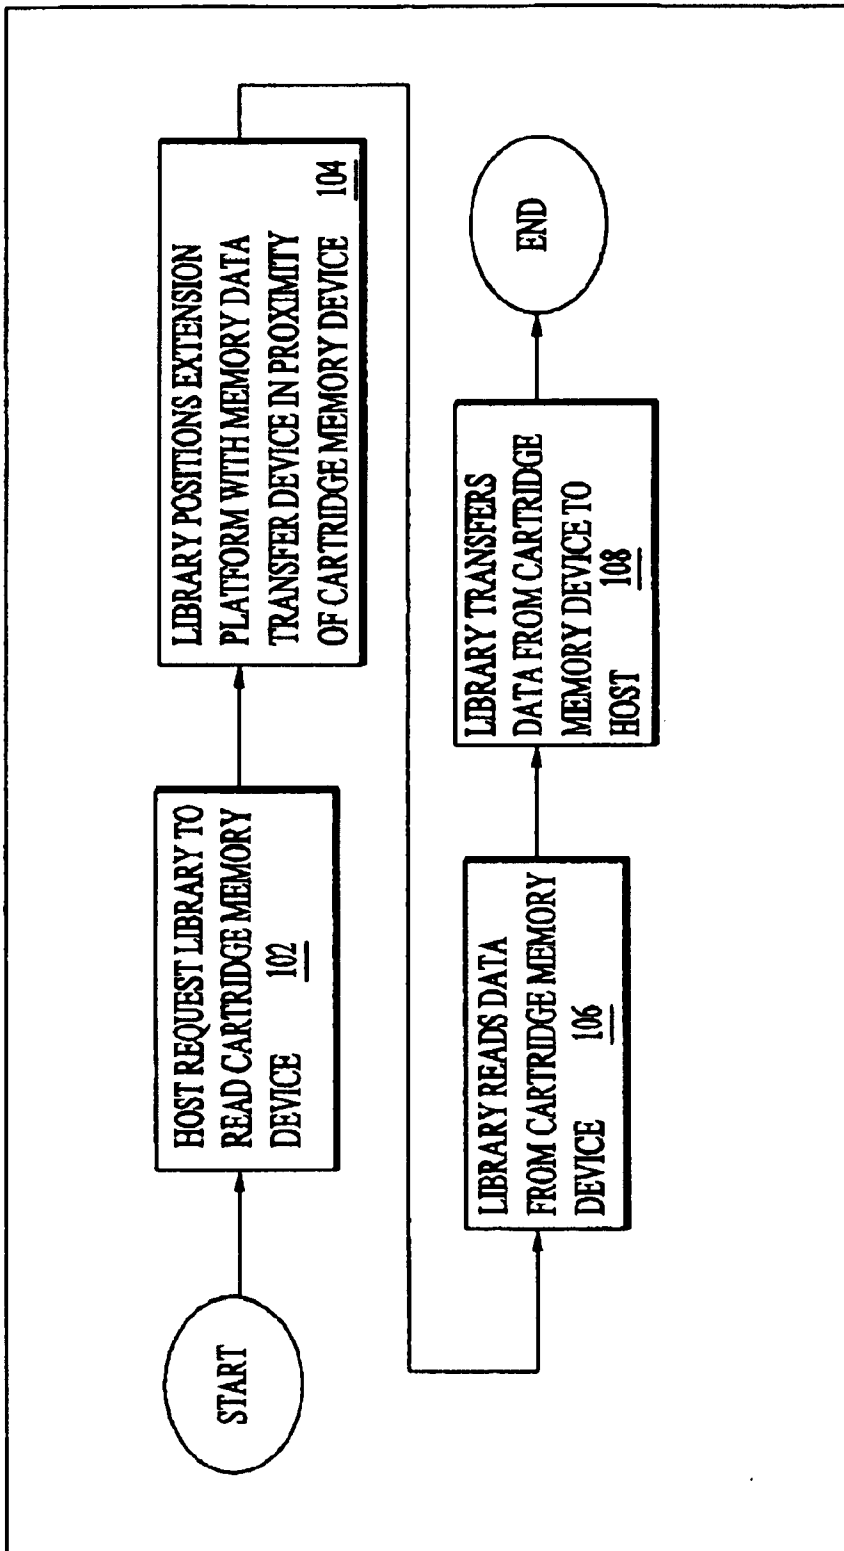 START
HOST REQUEST LIBRARY TO
READ CARTRIDGE MEMORY
DEVICE 102
LIBRARY POSITIONS EXTENSION
PLATFORM WITH MEMORY DATA
TRANSFER DEVICE IN PROXIMITY
OF CARTRIDGE MEMORY DEVICE 104
LIBRARY READS DATA
FROM CARTRIDGE MEMORY
DEVICE 106
LIBRARY TRANSFERS
DATA FROM CARTRIDGE
MEMORY DEVICE TO
HOST 108
END